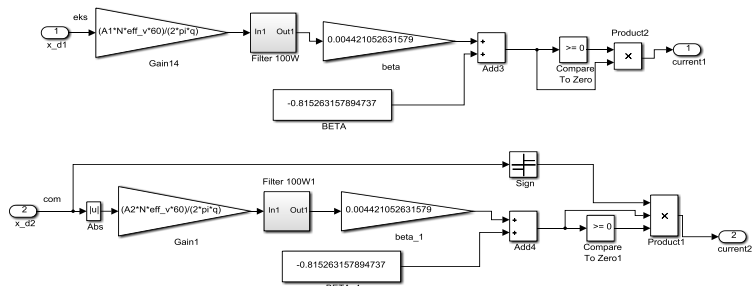 eks
1
x_d1
(A1*N*eff_v*60)/(2*pi*q)
Gain14
In1 Out1
Filter 100W
0.004421052631579
beta
-0.815263157894737
BETA
+
+
Add3
>= 0
Compare
To Zero
Product2
×
1
current1
com
2
x_d2
|u|
Abs
(A2*N*eff_v*60)/(2*pi*q)
Gain1
Filter 100W1
In1 Out1
0.004421052631579
beta_1
-0.815263157894737
+
+
Add4
Sign
>= 0
Compare
To Zero1
×
Product1
2
current2